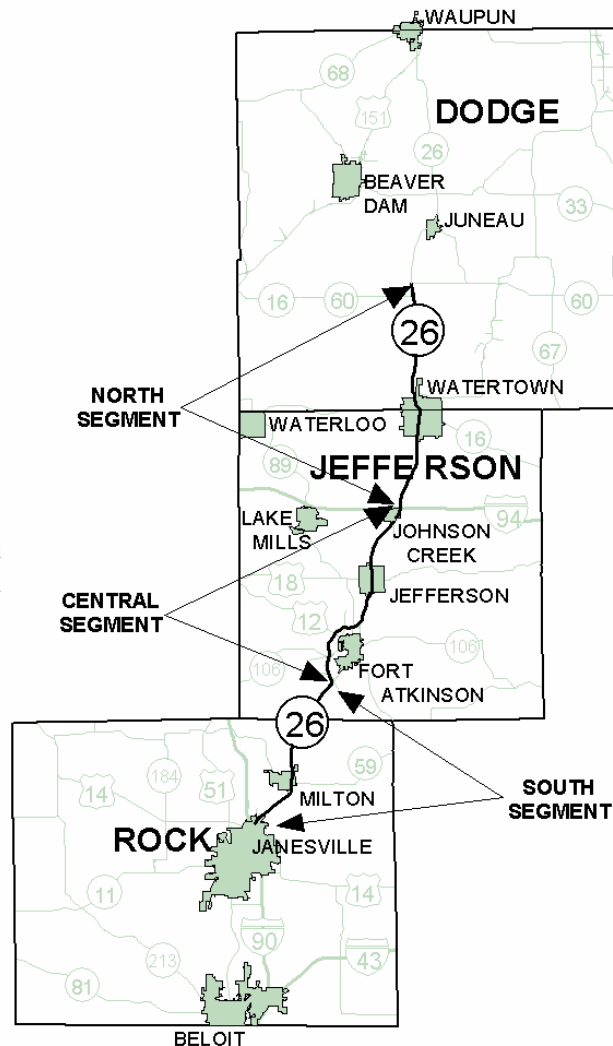 WAUPUN
68
DODGE
151
26
BEAVER
DAM
33
JUNEAU
16
60
60
26
67
NORTH
SEGMENT
WATERTOWN
WATERLOO
16
89
JEFFERSON
94
LAKE
MILLS
JOHNSON
CREEK
18
CENTRAL
SEGMENT
JEFFERSON
12
106
106
FORT
ATKINSON
26
59
184
51
14
SOUTH
SEGMENT
MILTON
ROCK
JANESVILLE
14
11
90
43
213
81
BELOIT